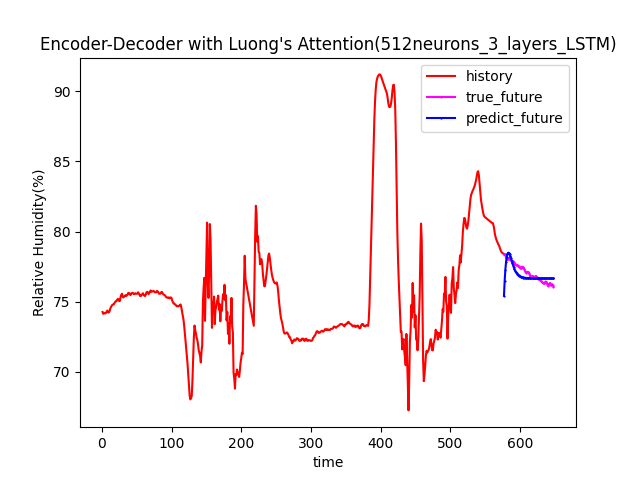 Encoder-Decoder with Luong's Attention(512neurons_3_layers_LSTM)
history
true_future
predict_future
Relative Humidity(%)
90
85
80
75
70
0 100 200 300 400 500 600
time